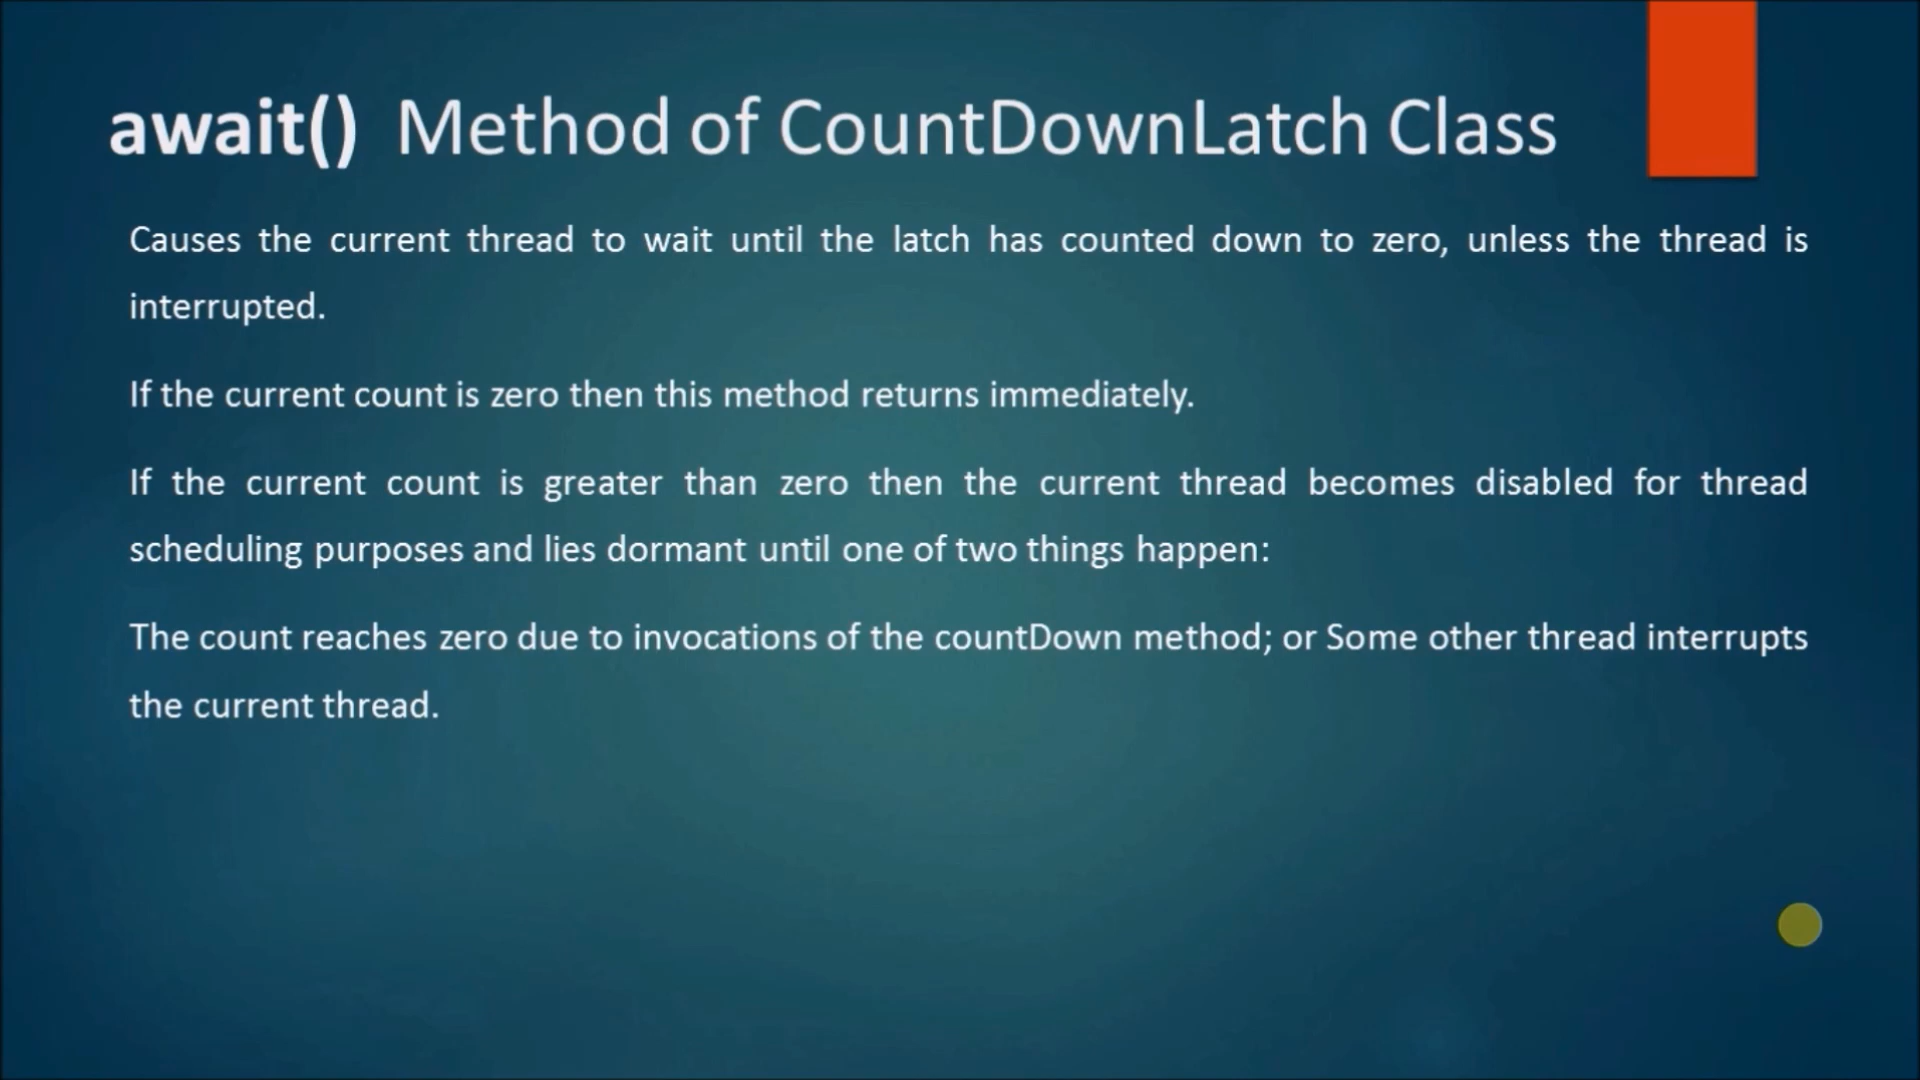 await() Method of CountDownLatch Class
Causes the current thread to wait until the latch has counted down to zero, unless the thread is
interrupted.
If the current count is zero then this method returns immediately.
If the current count is greater than zero then the current thread becomes disabled for thread
scheduling purposes and lies dormant until one of two things happen:
The count reaches zero due to invocations of the countDown method; or Some other thread interrupts
the current thread.